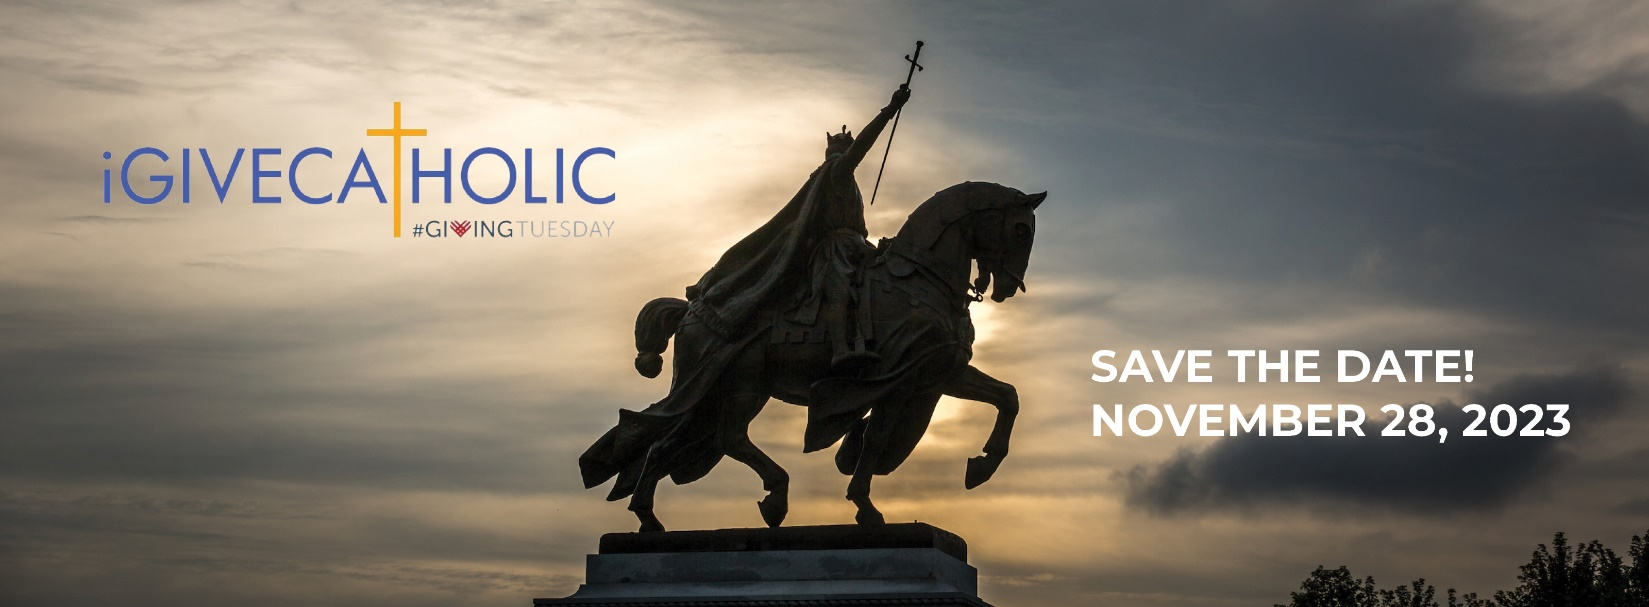 iGIVECATHOLIC
#GIVINGTUESDAY
SAVE THE DATE!
NOVEMBER 28, 2023